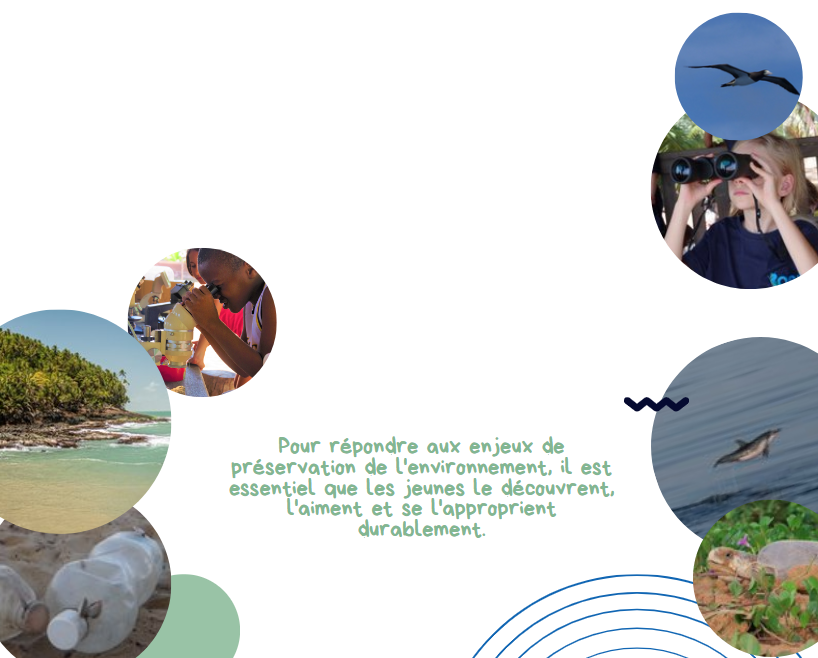 Pour répondre aux enjeux de
préservation de l'environnement, il est
essentiel que les jeunes le découvrent,
l'aiment et se l'approprient
durablement.